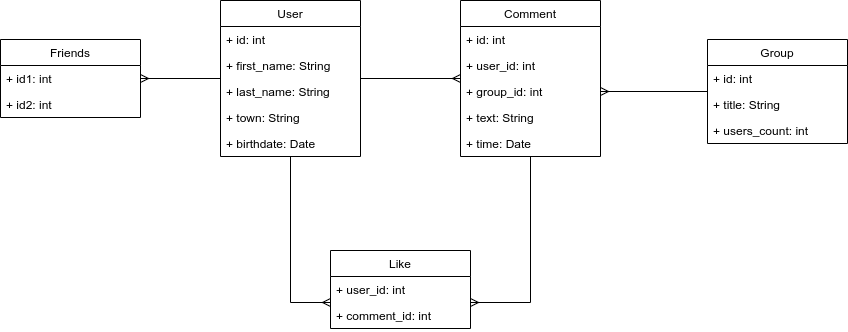 Friends
+ id1: int
+ id2: int
User
+ id: int
+ first_name: String
+ last_name: String
+ town: String
+ birthdate: Date
Comment
+ id: int
+ user_id: int
+ group_id: int
+ text: String
+ time: Date
Group
+ id: int
+ title: String
+ users_count: int
Like
+ user_id: int
+ comment_id: int